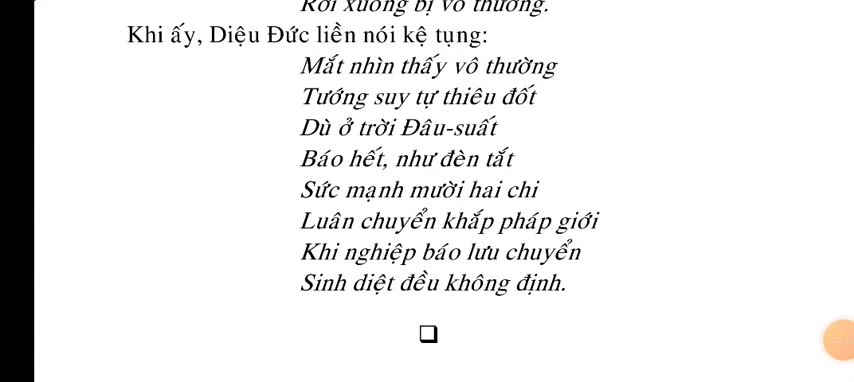 Rơi xuống bị vô thường.
Khi ấy, Diệu Đức liền nói kệ tụng:
Mắt nhìn thấy vô thường
Tướng suy tự thiêu đốt
Dù ở trời Đâu-suất
Báo hết, như đèn tắt
Sức mạnh mười hai chi
Luân chuyển khắp pháp giới
Khi nghiệp báo lưu chuyển
Sinh diệt đều không định.